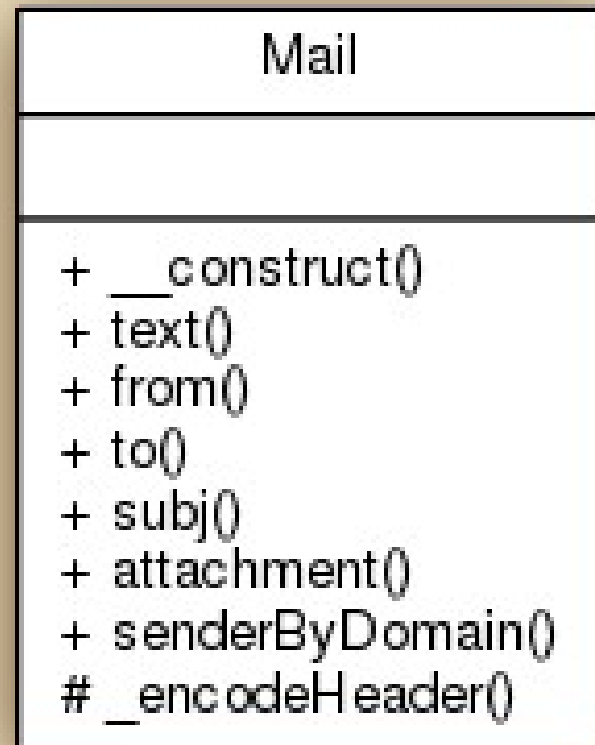 Mail
+ __construct()
+ text()
+ from()
+ to()
+ subj()
+ attachment()
+ senderByDomain()
# _encodeHeader()